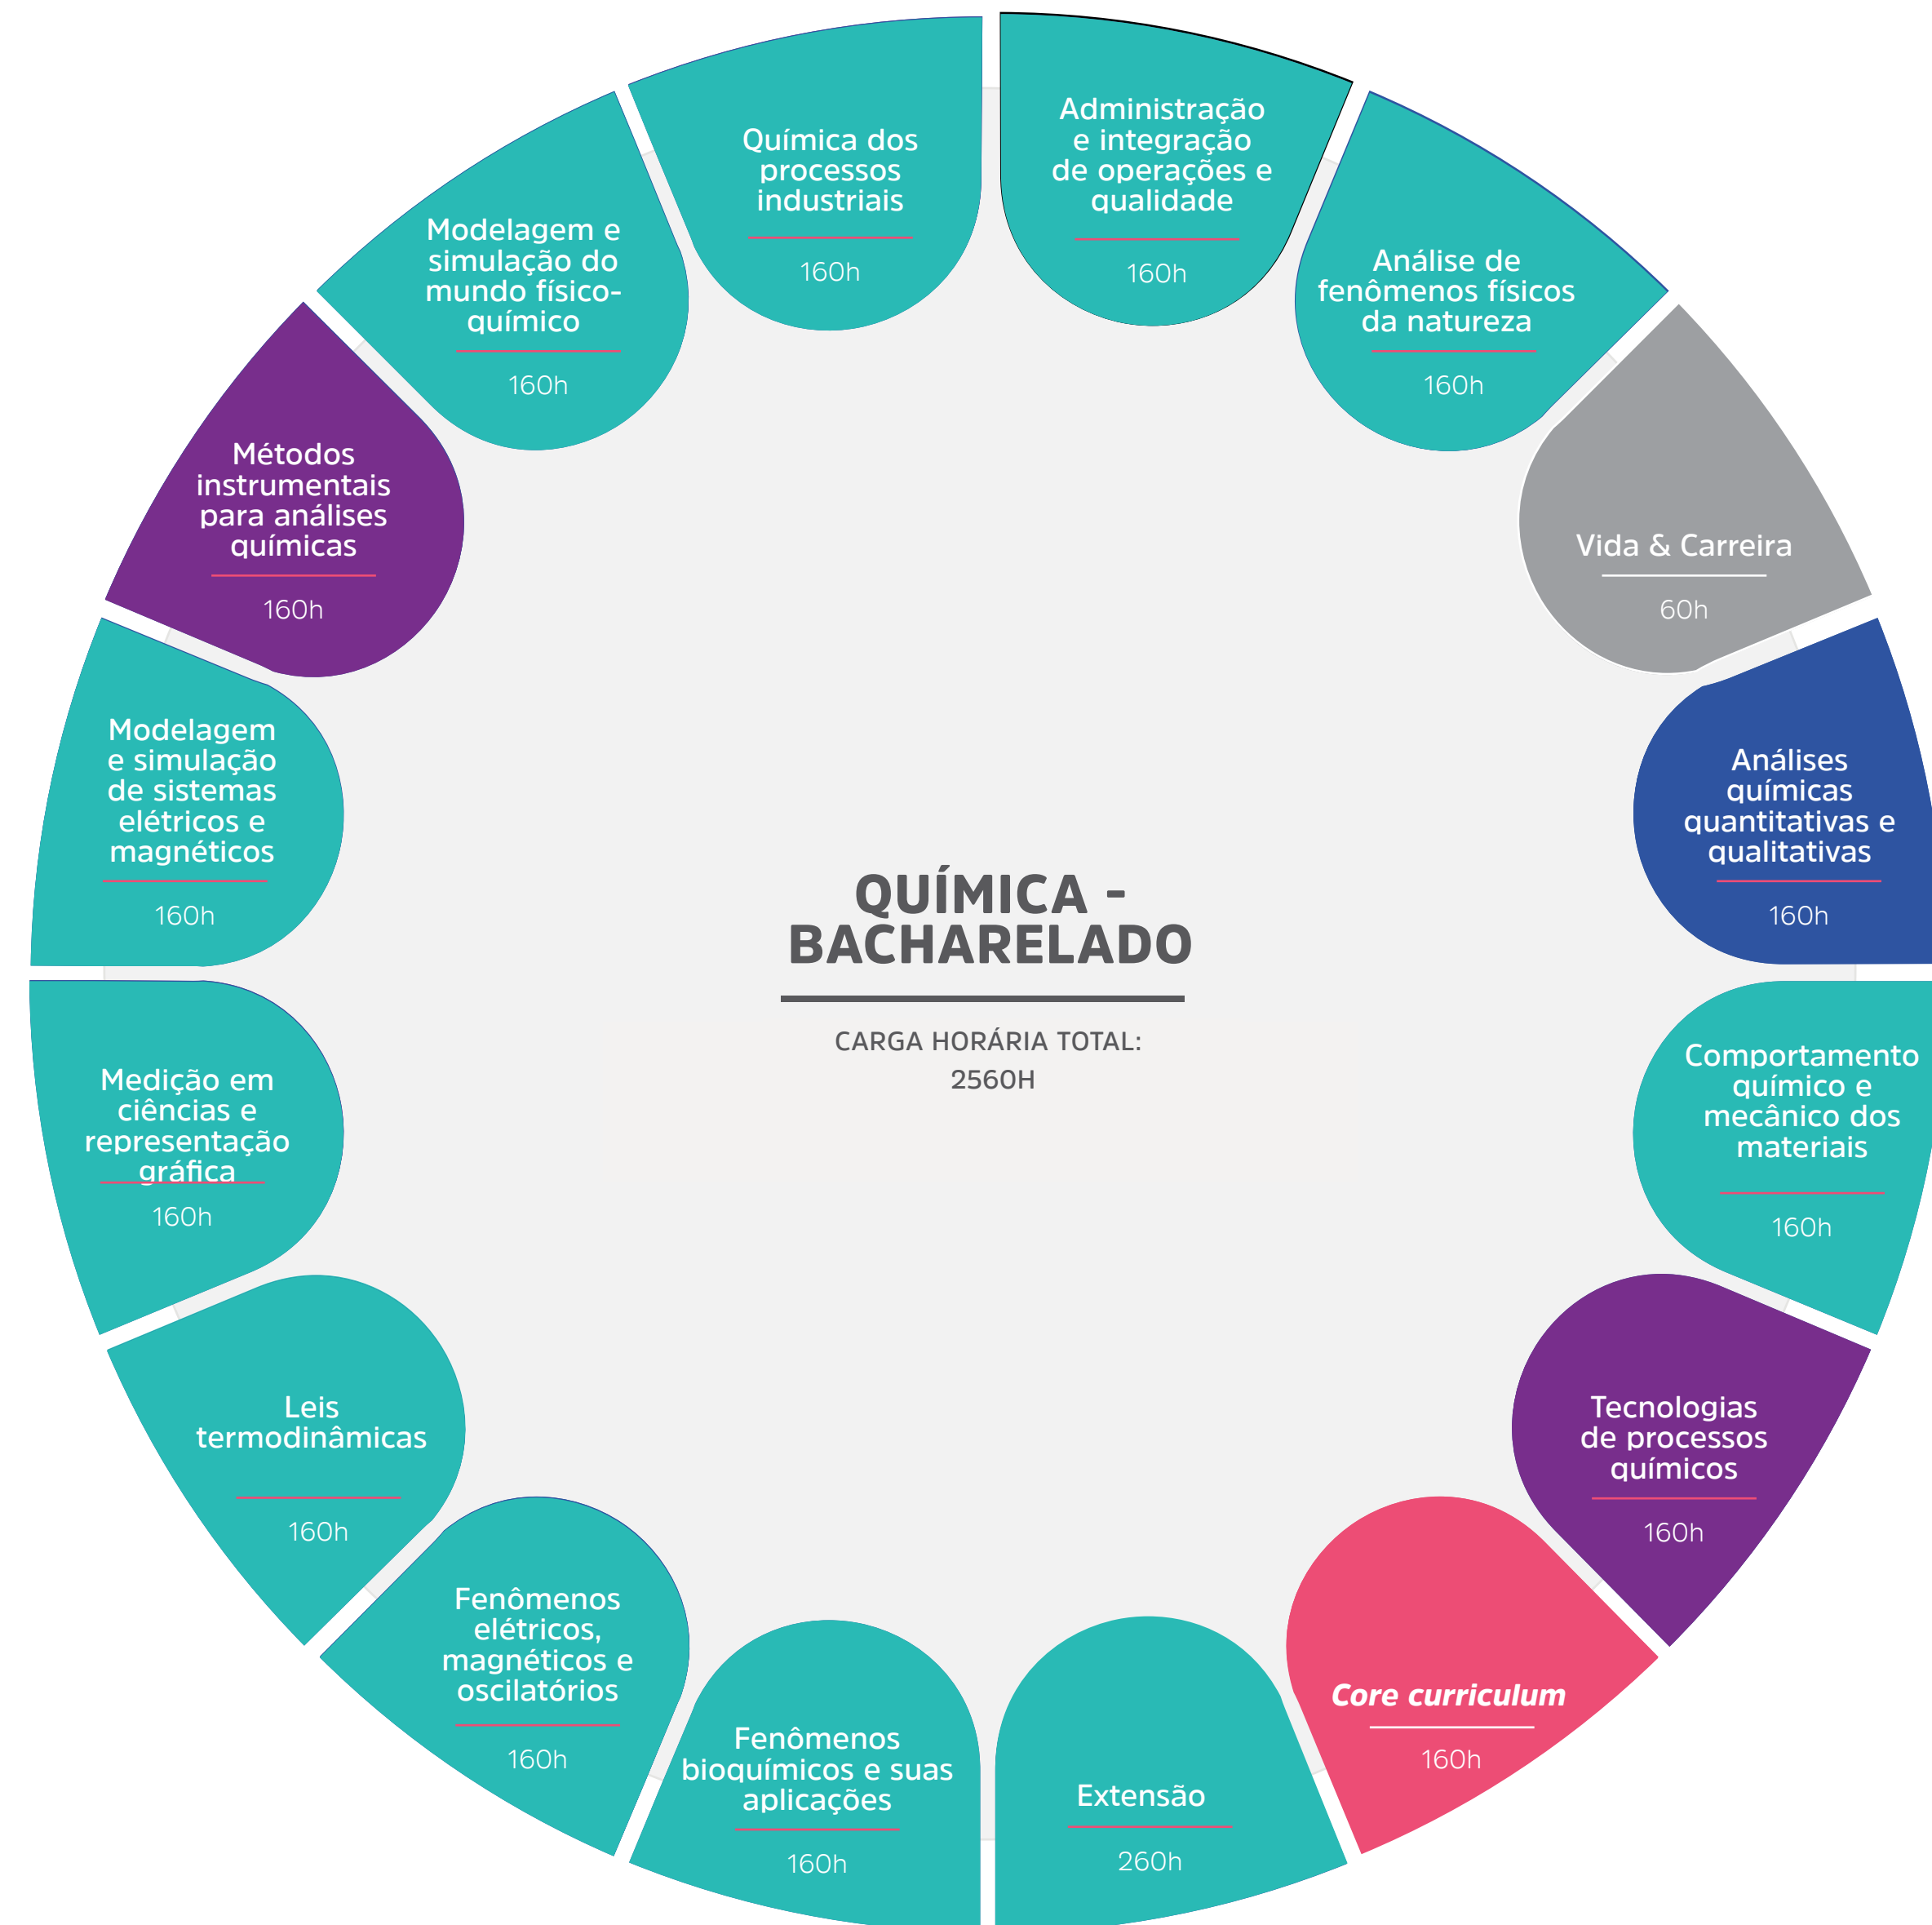 Administração
e integração
de operações e
qualidade
160h
Análise de
fenômenos físicos
da natureza
160h
Vida & Carreira
60h
Análises
químicas
quantitativas e
qualitativas
160h
Comportamento
químico e
mecânico dos
materiais
160h
Tecnologias
de processos
químicos
160h
Core curriculum
160h
Extensão
260h
Fenômenos
bioquímicos e suas
aplicações
160h
Fenômenos
elétricos,
magnéticos e
oscilatórios
160h
Leis
termodinâmicas
160h
Medição em
ciências e
representação
gráfica
160h
Modelagem
e simulação
de sistemas
elétricos e
magnéticos
160h
Métodos
instrumentais
para análises
químicas
160h
Modelagem e
simulação do
mundo físico-
químico
160h
Química dos
processos
industriais
160h
QUÍMICA -
BACHARELADO
CARGA HORÁRIA TOTAL:
2560H